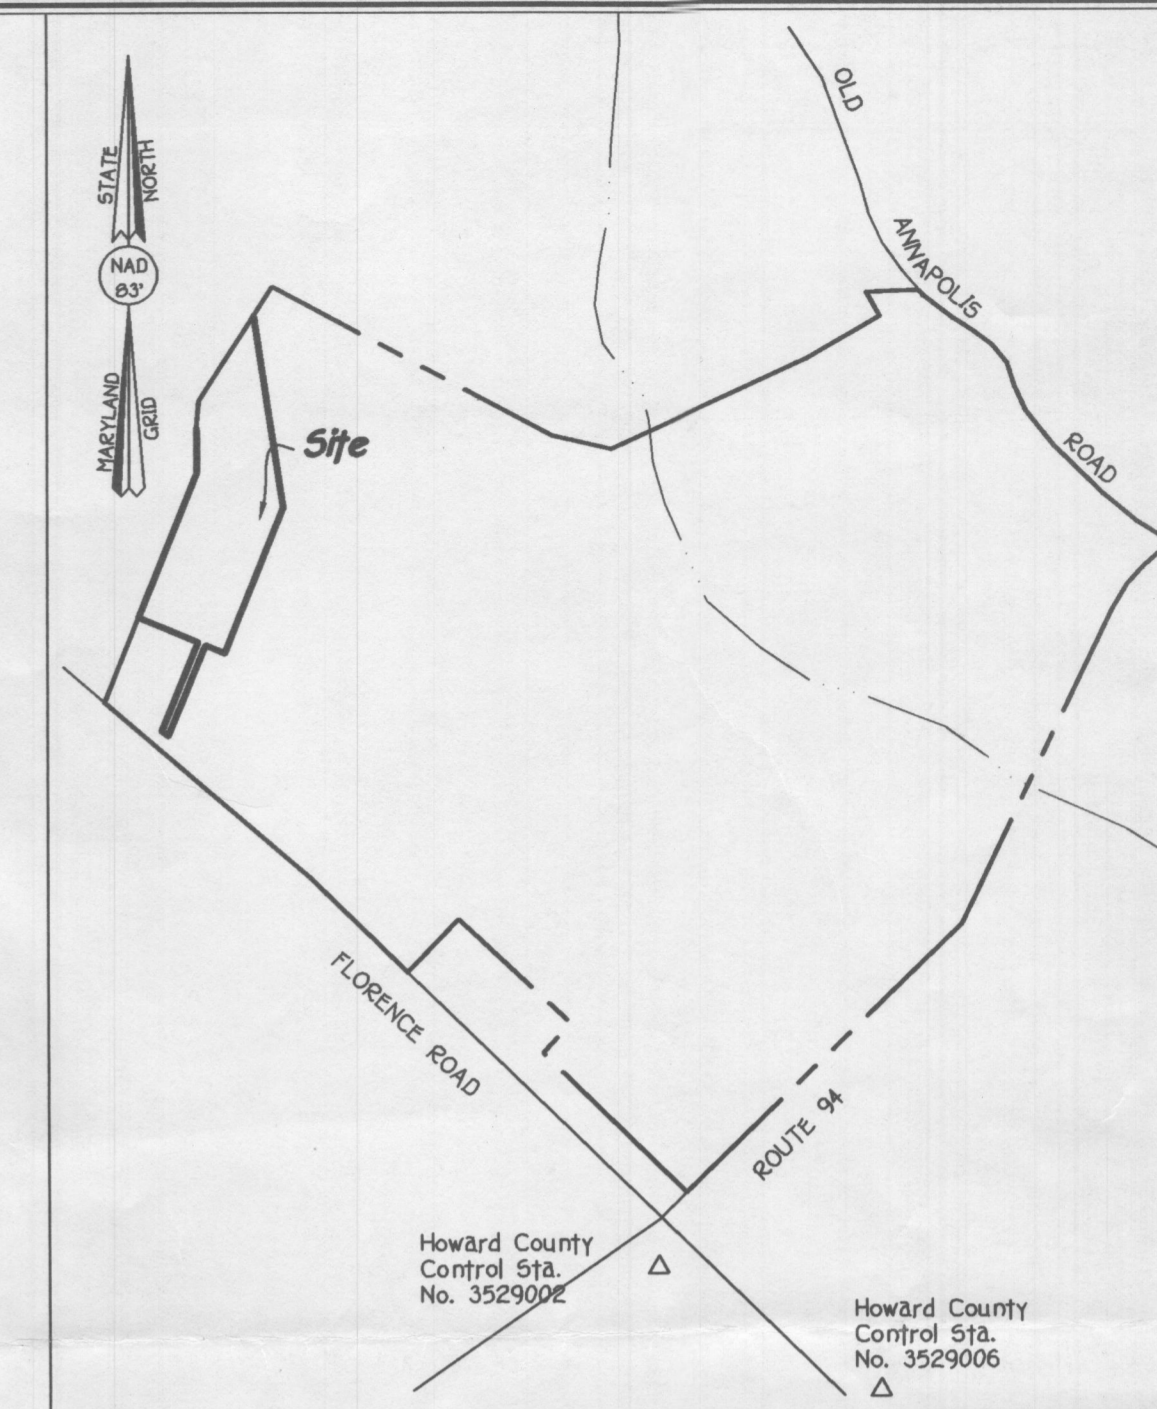 OLD
STATE
NORTH
ANNAPOLIS
NAD
83'
MARYLAND
GRID
Site
ROAD
FLORENCE ROAD
ROUTE 94
Howard County
Control Sta.
No. 3529002
Howard County
Control Sta.
No. 3529006